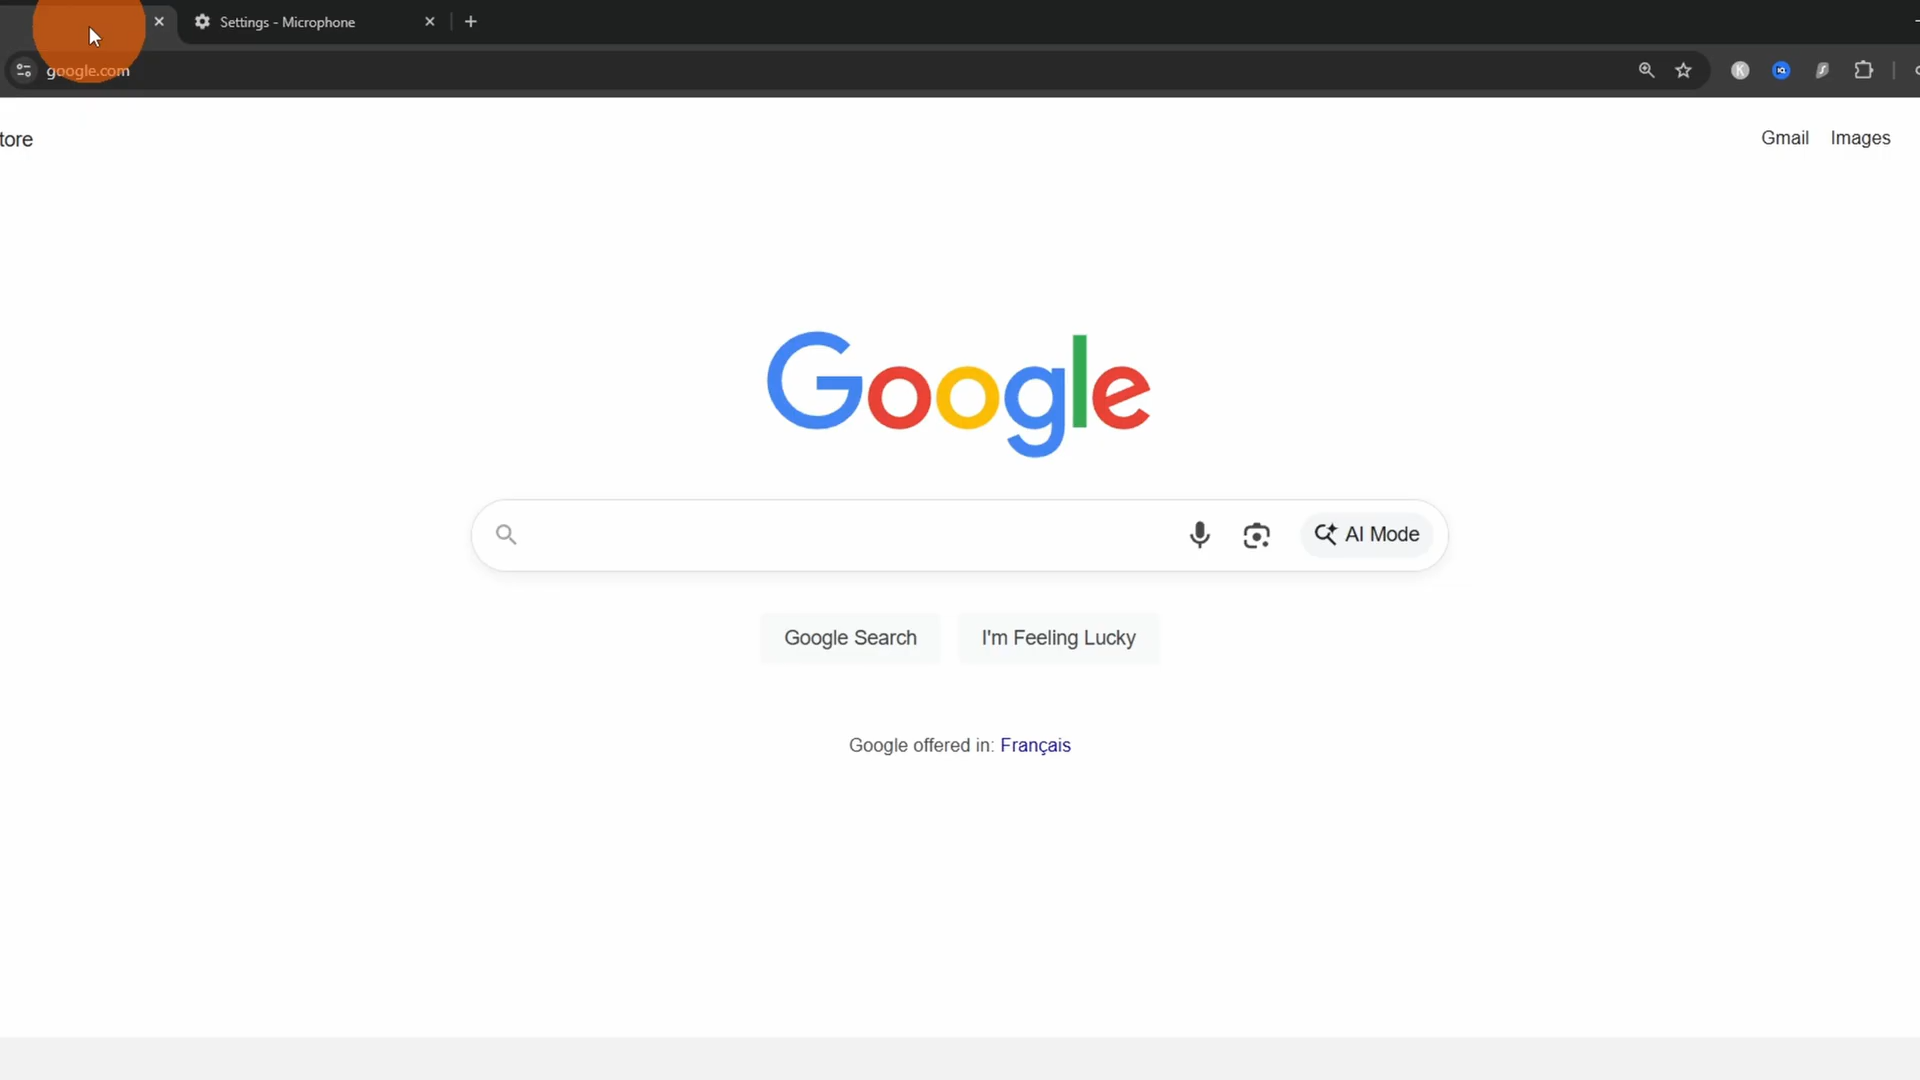 Settings - Microphone
google.com
tore
Gmail Images
Google
AI Mode
Google Search I'm Feeling Lucky
Google offered in: Français